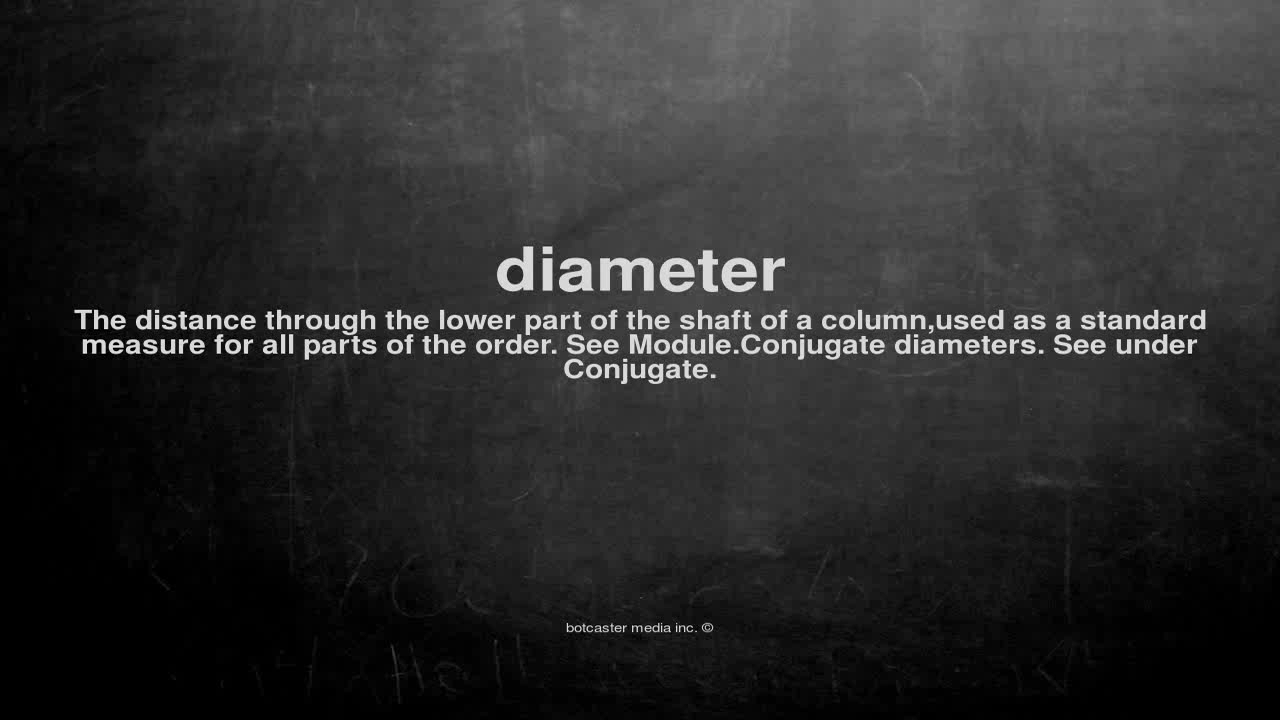 diameter
The distance through the lower part of the shaft of a column,used as a standard
measure for all parts of the order. See Module.Conjugate diameters. See under
Conjugate.
botcaster media inc. ©